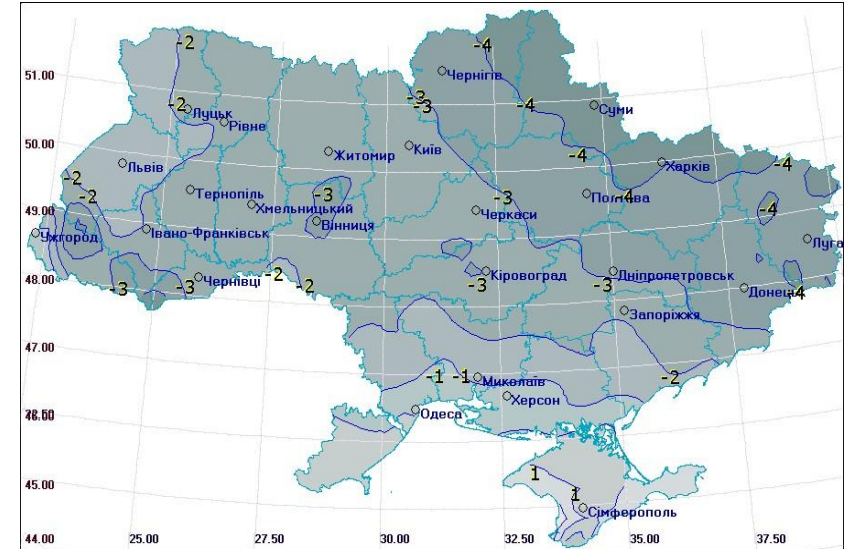 -2
-4
51.00
Чернігів
-3
-3
-2
Луцьк
-4
Суми
Рівне
50.00
Житомир
Київ
-4
Львів
Харків
-4
-2
-2
Тернопіль
-3
-3
Полтава
-4
Хмельницький
-4
49.00
Черкаси
Вінниця
Ужгород
Івано-Франківськ
Луга
48.00
-3
-3
Чернівці
-2
-2
Кіровоград
-3
Дніпропетровськ
-3
Донецьк
-4
Запоріжжя
47.00
-1
-1
Миколаїв
-2
Херсон
Одеса
45.00
1
1
Сімферополь
44.00
25.00
27.50
30.00
32.50
35.00
37.50